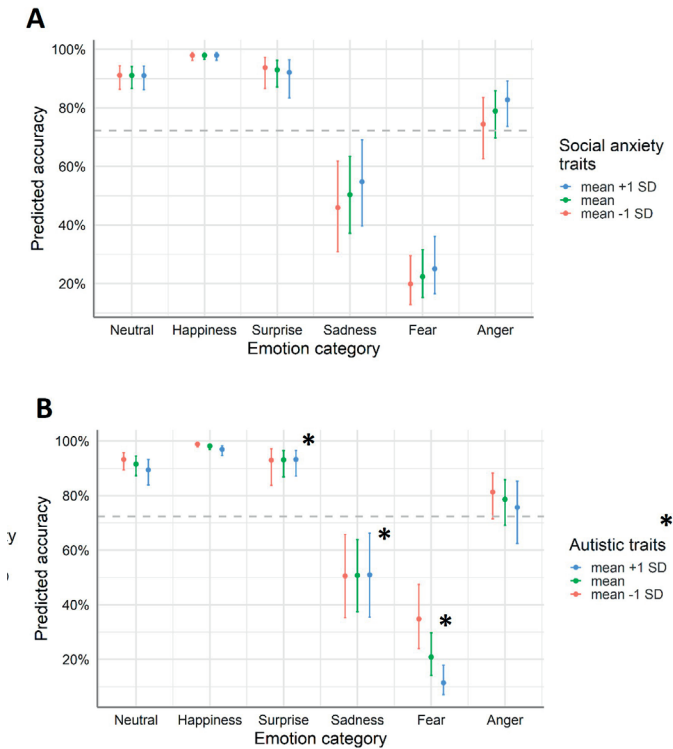 A
100%
80%
60%
40%
20%
Predicted accuracy
Neutral Happiness Surprise Sadness Fear Anger
Emotion category
Social anxiety
traits
mean +1 SD
mean
mean -1 SD
B
100%
80%
60%
40%
20%
Predicted accuracy
*
*
*
Neutral Happiness Surprise Sadness Fear Anger
Emotion category
*
Autistic traits
mean +1 SD
mean
mean -1 SD